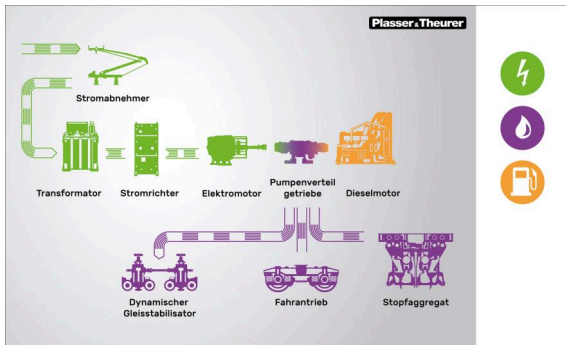 Plasser & Theurer
Stromabnehmer
Transformator
Stromrichter
Elektromotor
Pumpenverteil
getriebe
Dieselmotor
Dynamischer
Gleisstabilisator
Fahrantrieb
Stopfaggregat